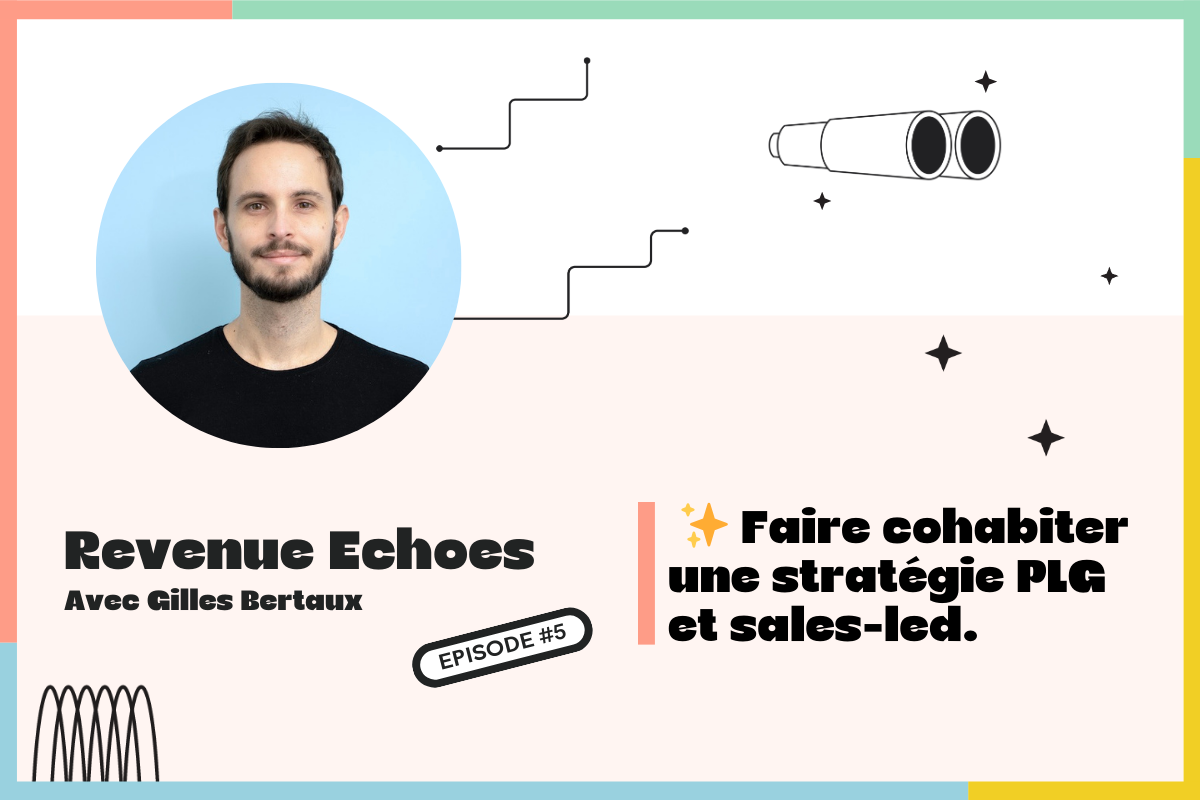 Revenue Echoes
Avec Gilles Bertaux
EPISODE #5
✨ Faire cohabiter
une stratégie PLG
et sales-led.